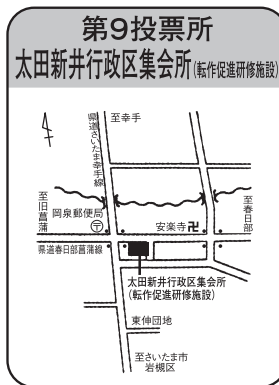 第9投票所
太田新井行政区集会所(転作促進研修施設)
至幸手
県道さいたま幸手線
至旧菖蒲
岡泉郵便局
〒
安楽寺卍
至春日部
県道春日部菖蒲線
太田新井行政区集会所
(転作促進研修施設)
東伸団地
至さいたま市
岩槻区